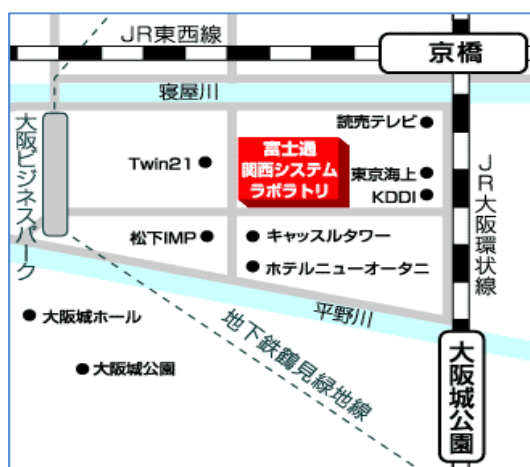 JR東西線
京橋
寝屋川
読売テレビ
大阪ビジネスパーク
Twin21
富士通
関西システム
ラボラトリ
東京海上
KDDI
JR大阪環状線
松下IMP
キャッスルタワー
ホテルニューオータニ
平野川
大阪城ホール
地下鉄鶴見緑地線
大阪城公園
大阪城公園